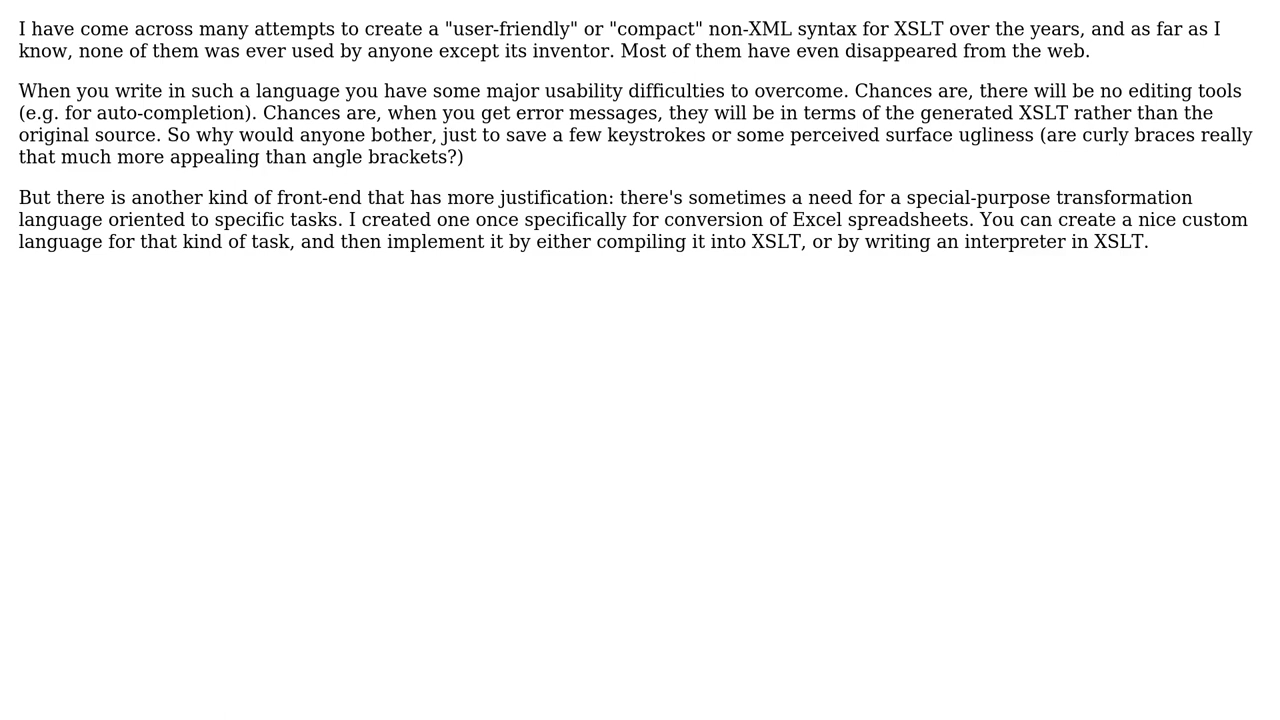 I have come across many attempts to create a "user-friendly" or "compact" non-XML syntax for XSLT over the years, and as far as I
know, none of them was ever used by anyone except its inventor. Most of them have even disappeared from the web.
When you write in such a language you have some major usability difficulties to overcome. Chances are, there will be no editing tools
(e.g. for auto-completion). Chances are, when you get error messages, they will be in terms of the generated XSLT rather than the
original source. So why would anyone bother, just to save a few keystrokes or some perceived surface ugliness (are curly braces really
that much more appealing than angle brackets?)
But there is another kind of front-end that has more justification: there's sometimes a need for a special-purpose transformation
language oriented to specific tasks. I created one once specifically for conversion of Excel spreadsheets. You can create a nice custom
language for that kind of task, and then implement it by either compiling it into XSLT, or by writing an interpreter in XSLT.